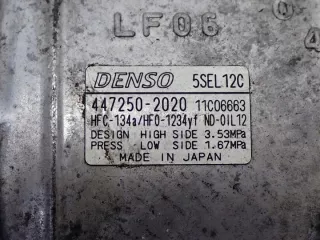 LF06
04
DENSO 5SEL12C
447250-2020 11C06663
HFC-134a/HFO-1234yf ND-OIL12
DESIGN HIGH SIDE 3.53MPa
PRESS LOW SIDE 1.67MPa
MADE IN JAPAN